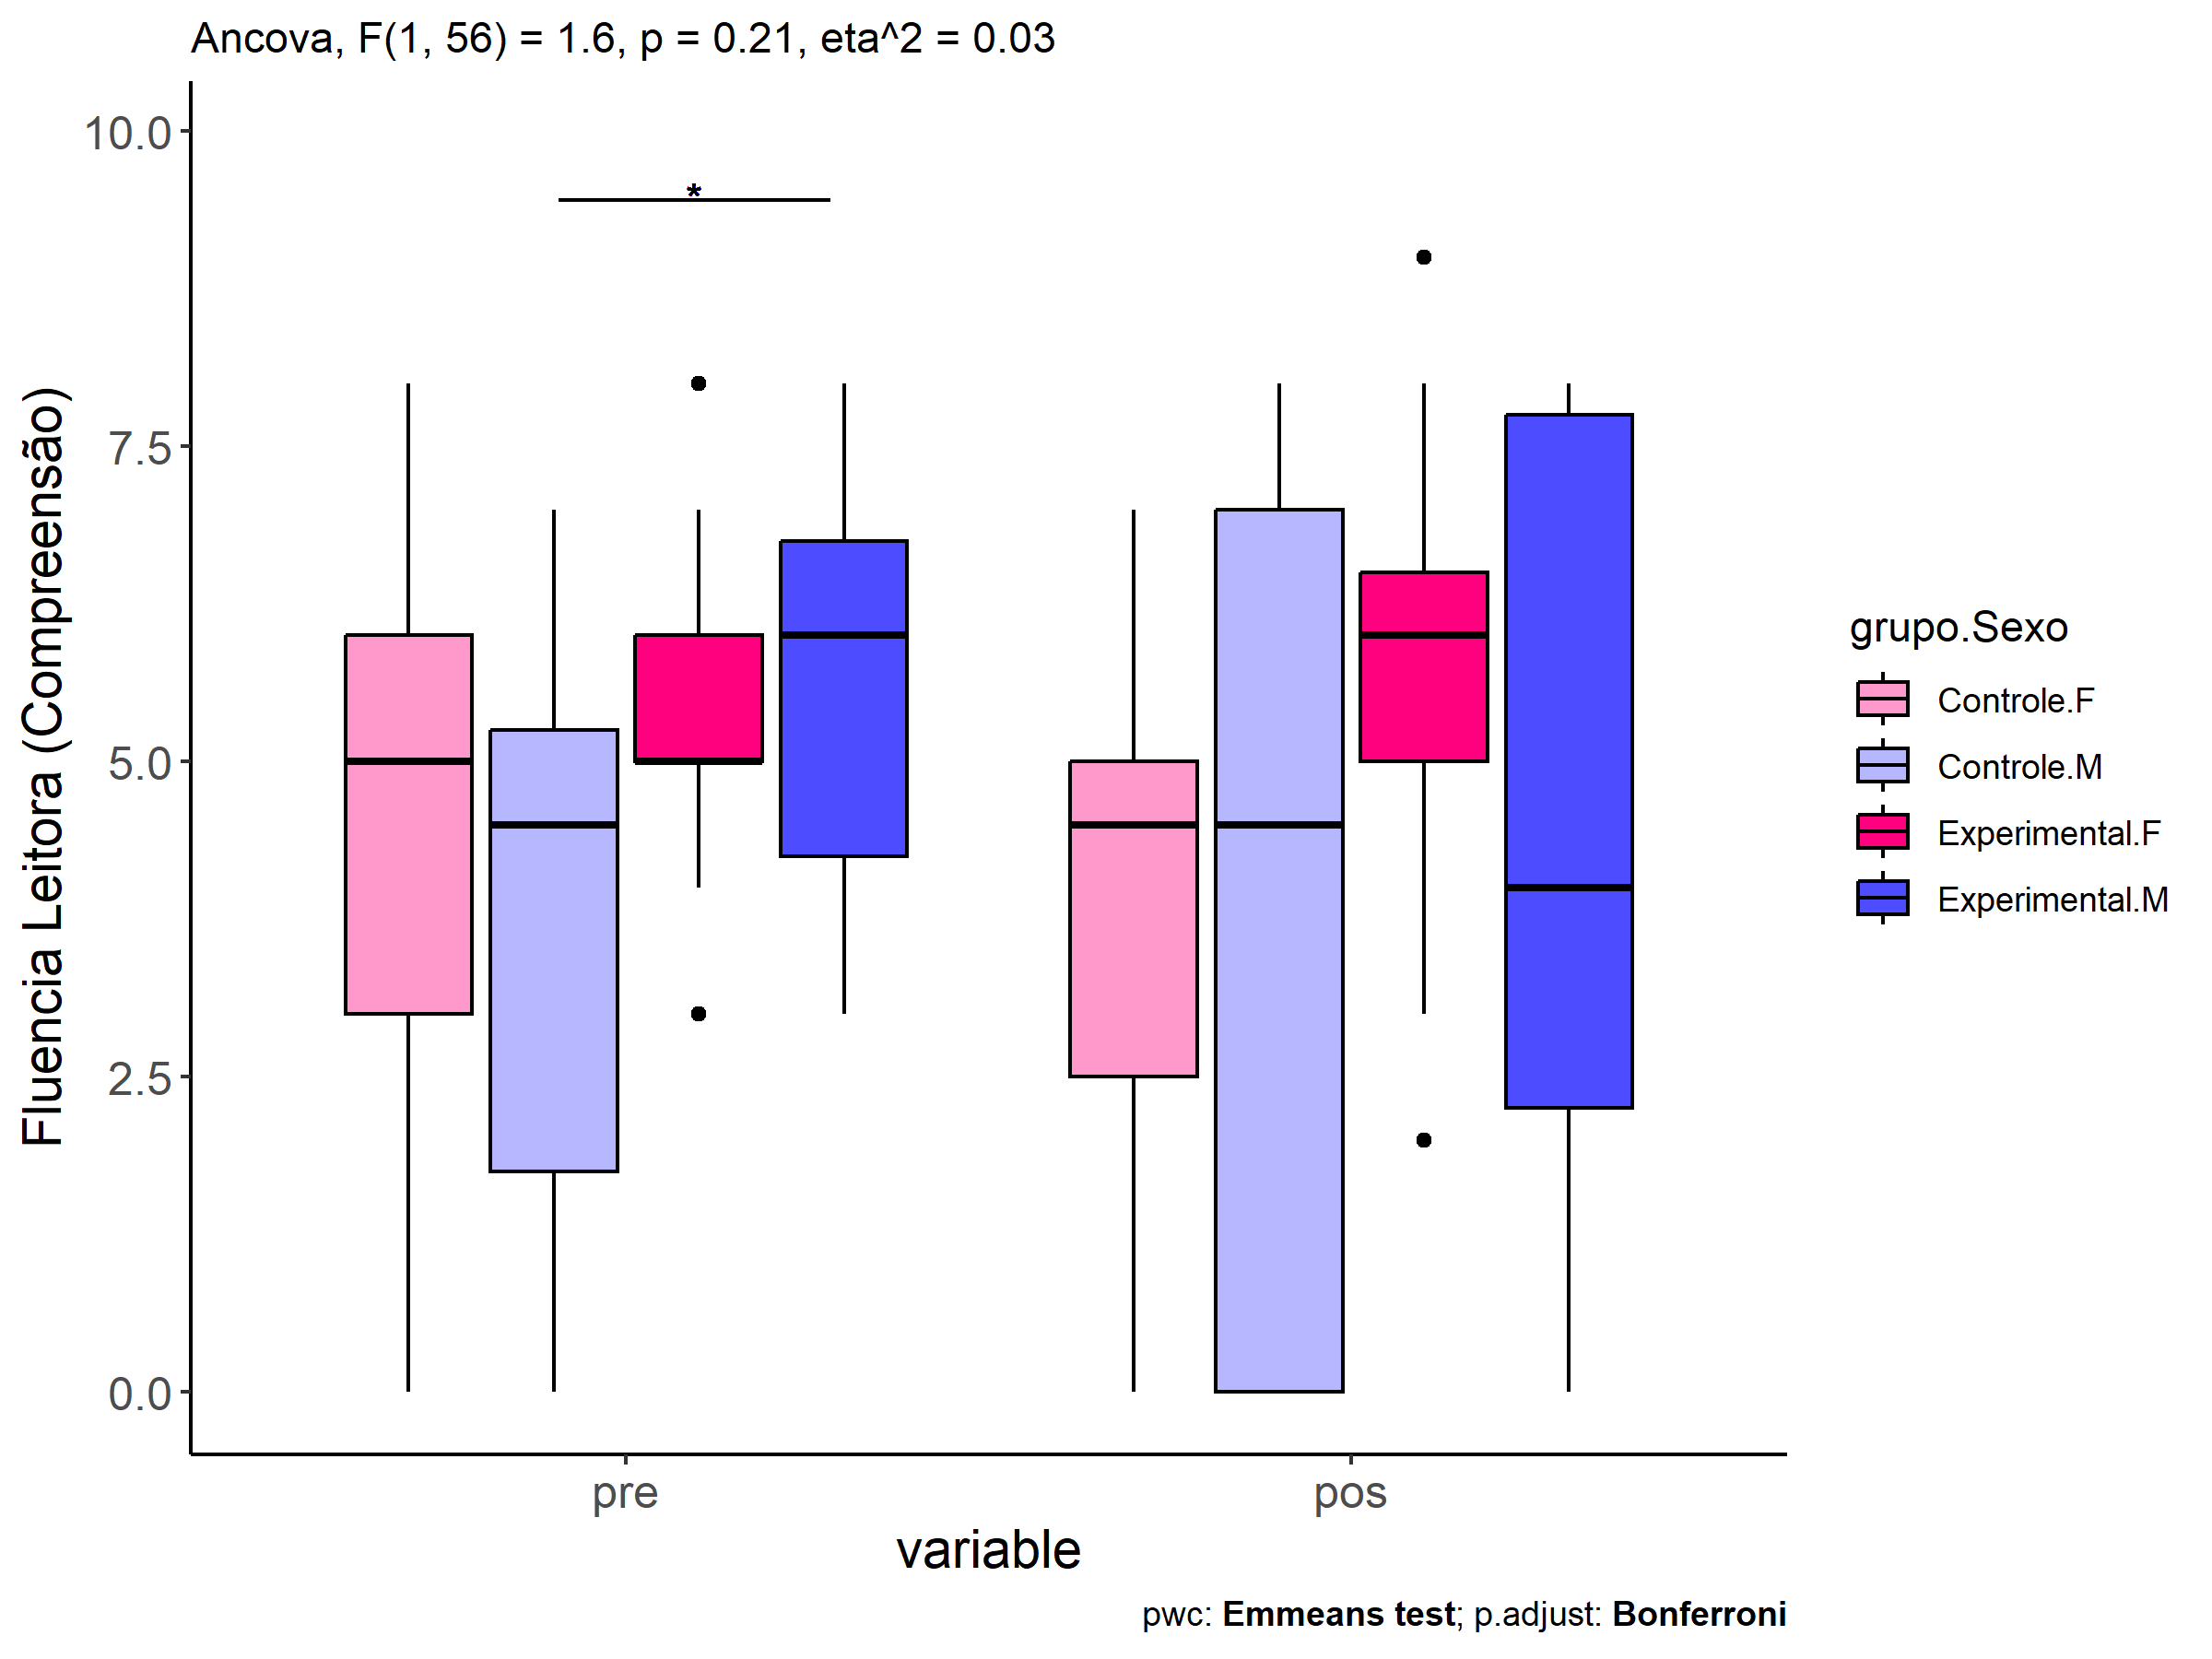 Ancova, F(1, 56) = 1.6, p = 0.21, eta^2 = 0.03
Fluencia Leitora (Compreensão)
10.0
7.5
5.0
2.5
0.0
*
pre
pos
variable
grupo.Sexo
Controle.F
Controle.M
Experimental.F
Experimental.M
pwc: Emmeans test; p.adjust: Bonferroni